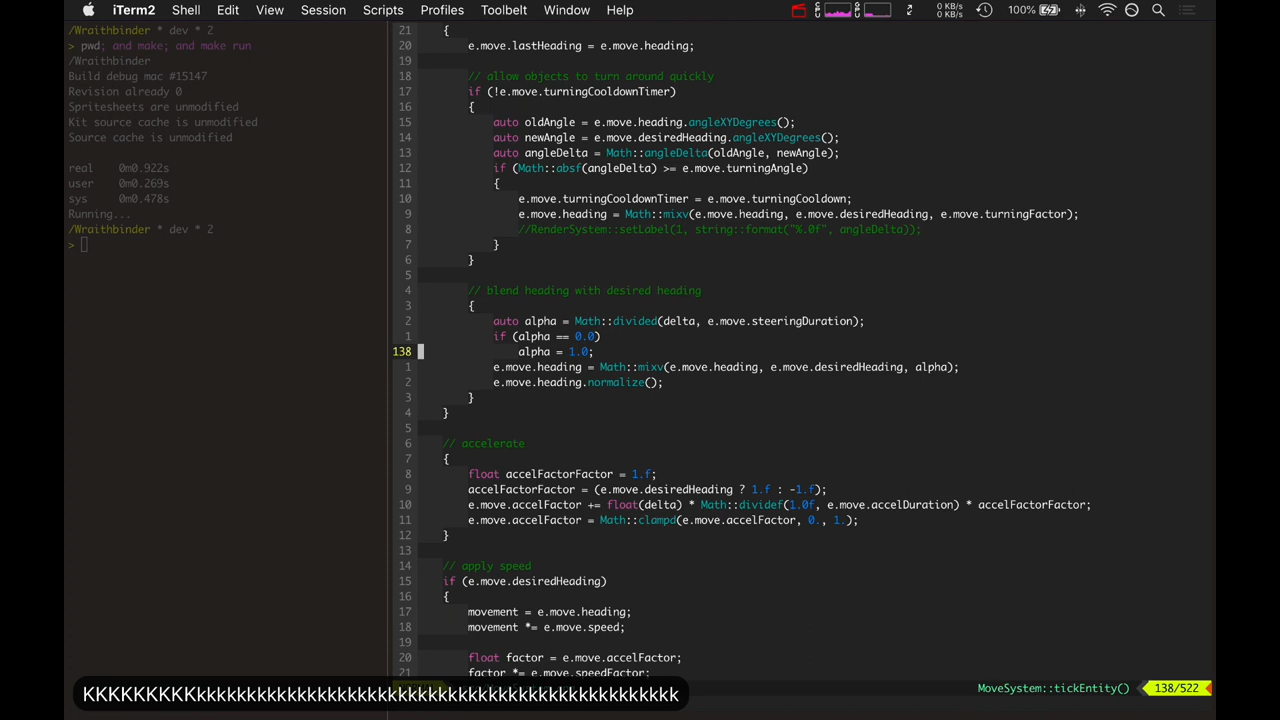 iTerm2 Shell Edit View Session Scripts Profiles Toolbelt Window Help 0 KB/s 0 KB/s 100%
/Wraithbinder * dev * 2
> pwd; and make; and make run
/Wraithbinder
Build debug mac #15147
Revision already 0
Spritesheets are unmodified
Kit source cache is unmodified
Source cache is unmodified
real 0m0.922s
user 0m0.269s
sys 0m0.478s
Running...
/Wraithbinder * dev * 2
>
21 {
20 e.move.lastHeading = e.move.heading;
19
18 // allow objects to turn around quickly
17 if (!e.move.turningCooldownTimer)
16 {
15 auto oldAngle = e.move.heading.angleXYDegrees();
14 auto newAngle = e.move.desiredHeading.angleXYDegrees();
13 auto angleDelta = Math::angleDelta(oldAngle, newAngle);
12 if (Math::absf(angleDelta) >= e.move.turningAngle)
11 {
10 e.move.turningCooldownTimer = e.move.turningCooldown;
9 e.move.heading = Math::mixv(e.move.heading, e.move.desiredHeading, e.move.turningFactor);
8 //RenderSystem::setLabel(1, string::format("%.0f", angleDelta));
7 }
6 }
5
4 // blend heading with desired heading
3 {
2 auto alpha = Math::divided(delta, e.move.steeringDuration);
1 if (alpha == 0.0)
138 alpha = 1.0;
1 e.move.heading = Math::mixv(e.move.heading, e.move.desiredHeading, alpha);
2 e.move.heading.normalize();
3 }
4 }
5
6 // accelerate
7 {
8 float accelFactorFactor = 1.f;
9 accelFactorFactor = (e.move.desiredHeading ? 1.f : -1.f);
10 e.move.accelFactor += float(delta) * Math::dividef(1.0f, e.move.accelDuration) * accelFactorFactor;
11 e.move.accelFactor = Math::clampd(e.move.accelFactor, 0., 1.);
12 }
13
14 // apply speed
15 if (e.move.desiredHeading)
16 {
17 movement = e.move.heading;
18 movement *= e.move.speed;
19
20 float factor = e.move.accelFactor;
21 factor *= e.move.speedFactor;
MoveSystem::tickEntity() 138/522